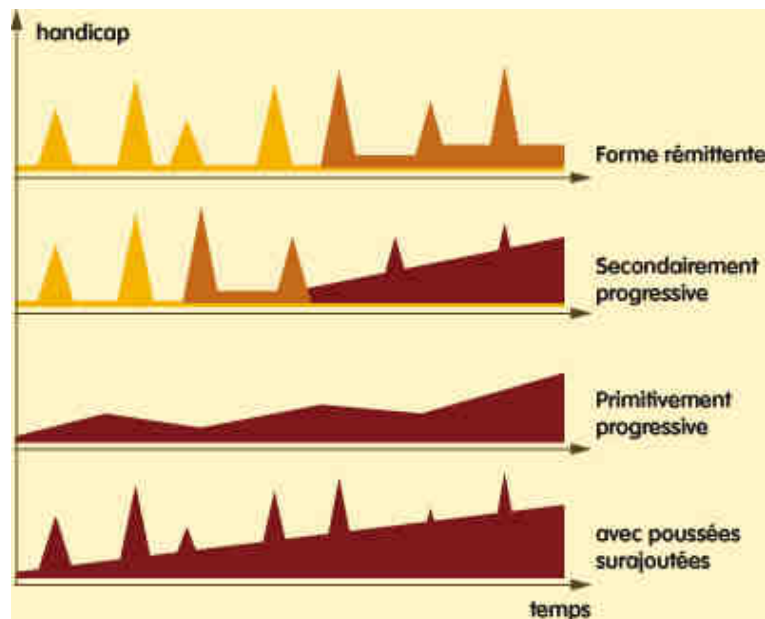 handicap
Forme rémittente
Secondairement
progressive
Primitivement
progressive
avec poussées
surajoutées
temps